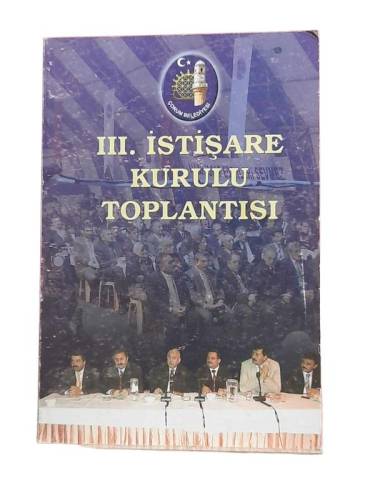 ÇORUM BELEDİYESİ
III. İSTİŞARE
KURULU
TOPLANTISI